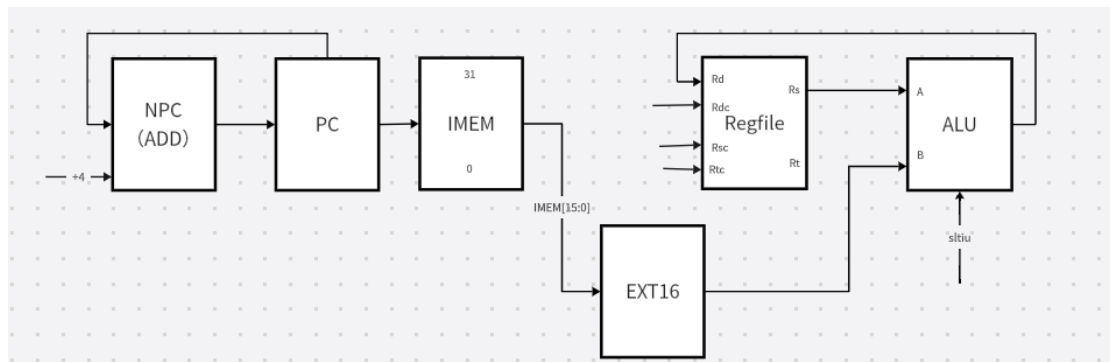 NPC
（ADD）
+4
PC
31
IMEM
0
IMEM[15:0]
EXT16
Rd
Rdc
Rsc
Rtc
Regfile
Rs
Rt
A
B
ALU
sltiu